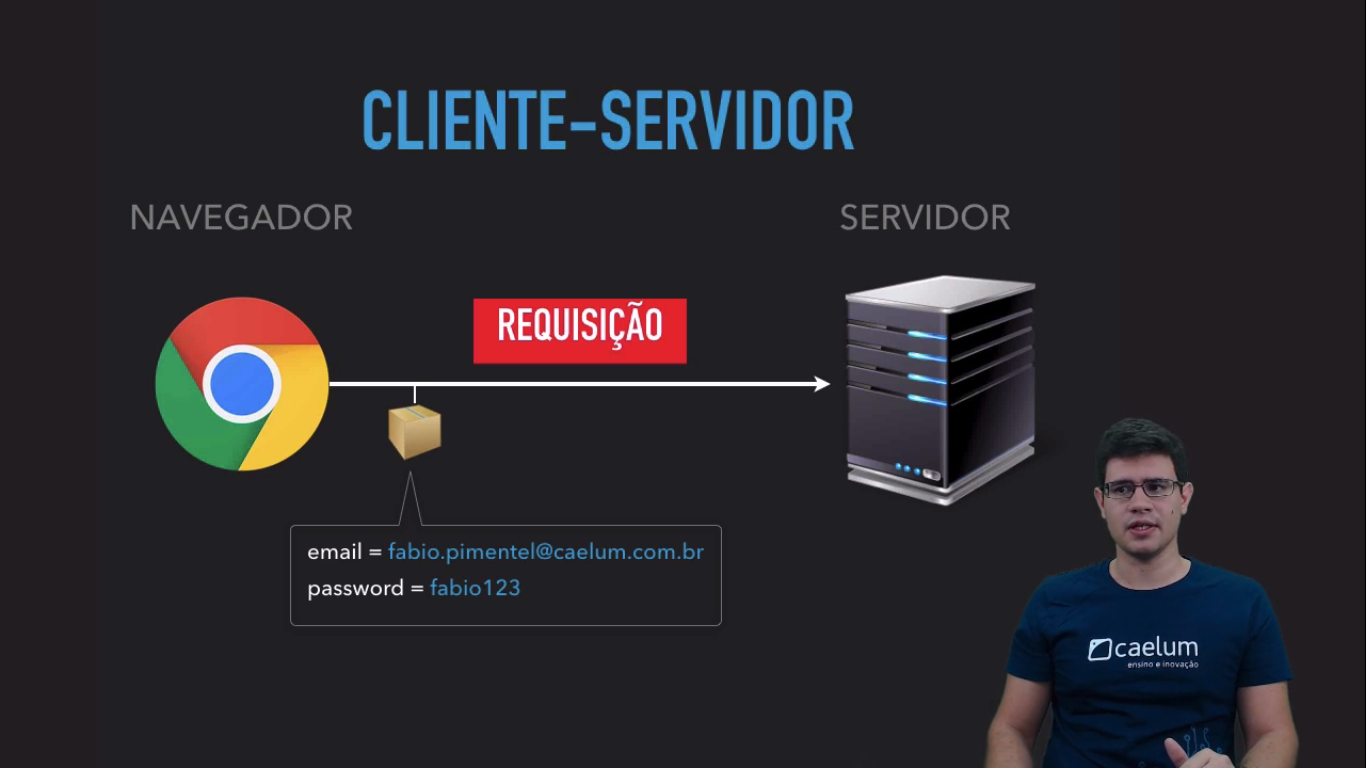 CLIENTE-SERVIDOR
NAVEGADOR
SERVIDOR
REQUISIÇÃO
email = fabio.pimentel@caelum.com.br
password = fabio123
caelum
ensino e inovação